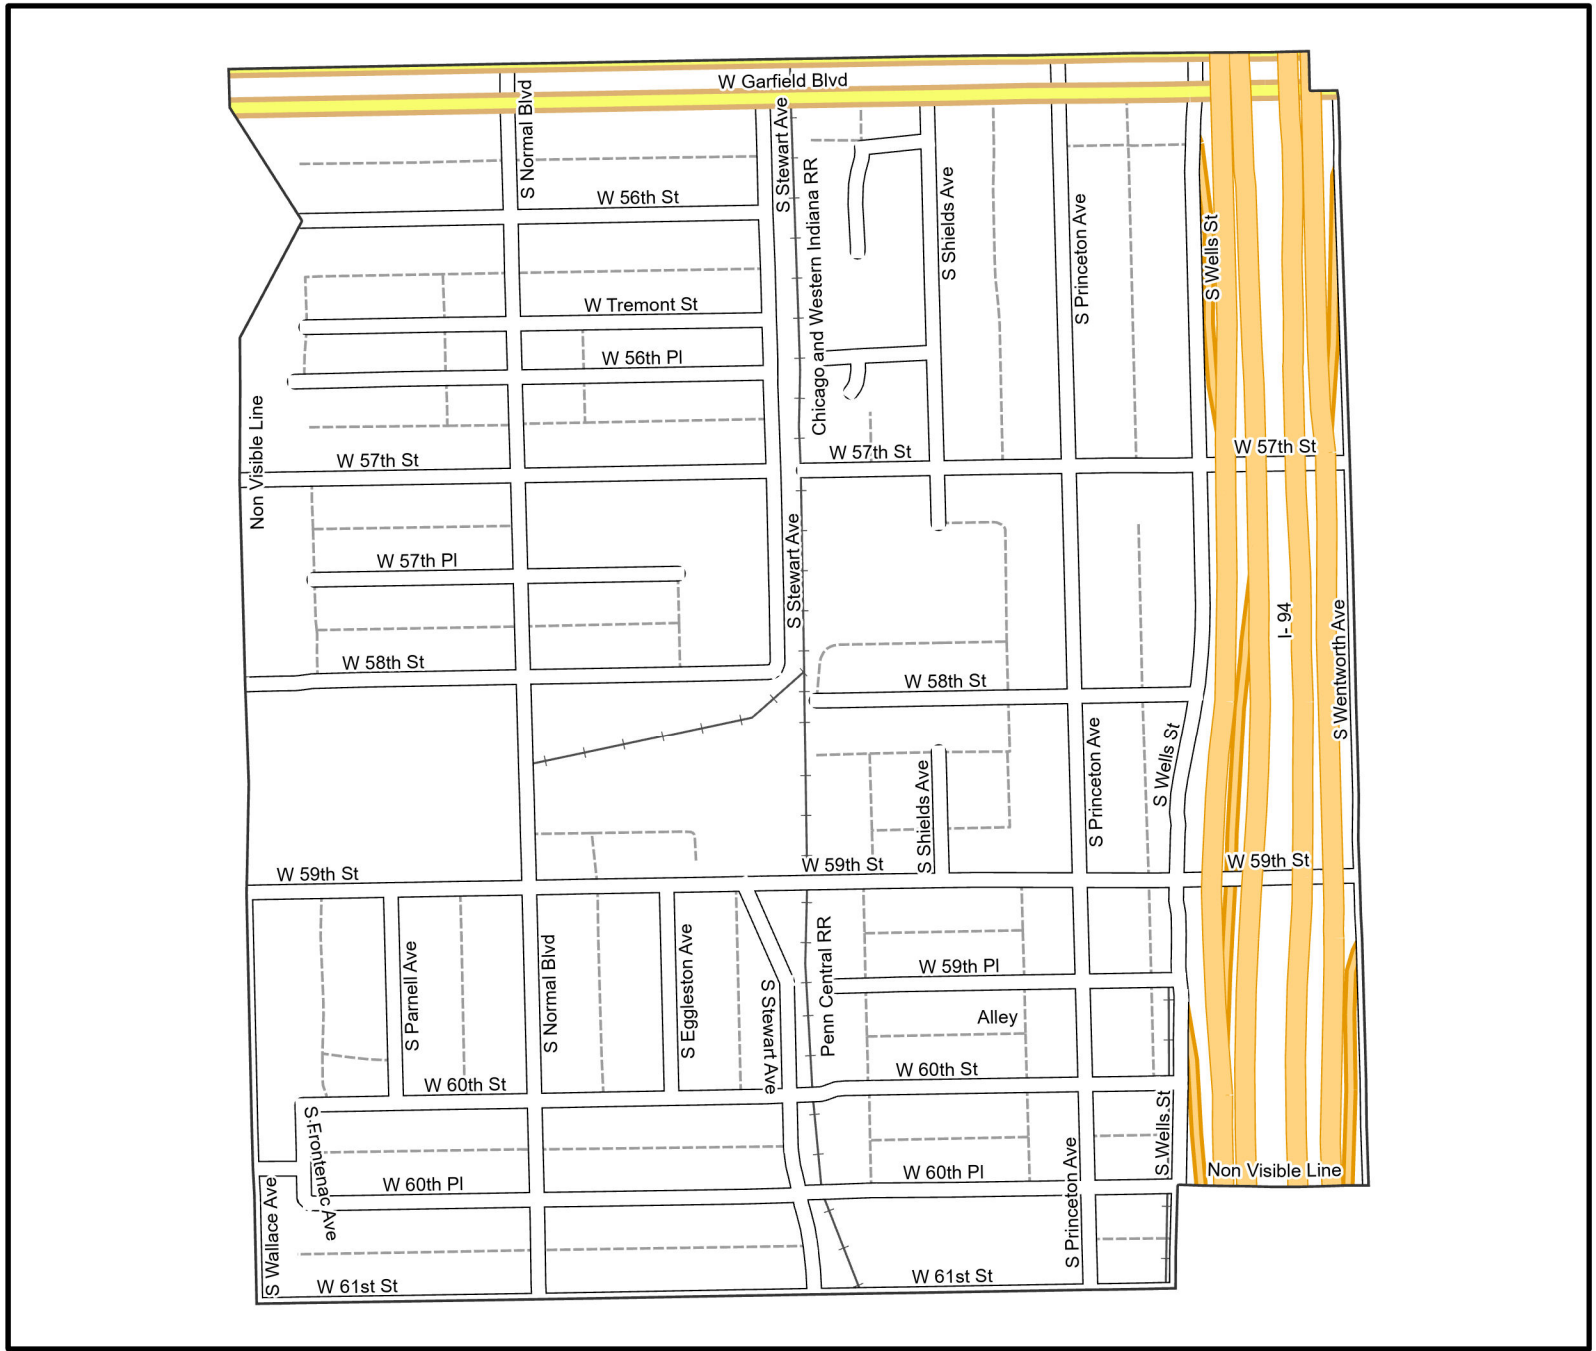 W Garfield Blvd
S Normal Blvd
S Stewart Ave
Chicago and Western Indiana RR
S Shields Ave
S Princeton Ave
S Wells St
W 56th St
W Tremont St
W 56th Pl
Non Visible Line
W 57th St
W 57th St
W 57th St
W 57th Pl
S Stewart Ave
I- 94
S Wentworth Ave
W 58th St
W 58th St
S Princeton Ave
S Wells St
S Shields Ave
W 59th St
W 59th St
W 59th St
S Parnell Ave
S Normal Blvd
S Eggleston Ave
S Stewart Ave
Penn Central RR
W 59th Pl
Alley
W 60th St
W 60th St
S Frontenac Ave
S Wells St
W 60th Pl
W 60th Pl
Non Visible Line
S Princeton Ave
S Wallace Ave
W 61st St
W 61st St